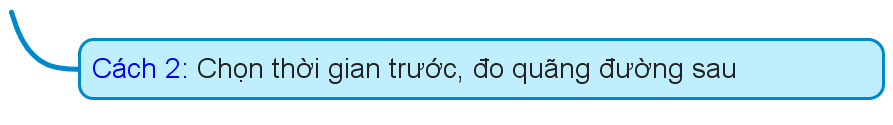 Cách 2: Chọn thời gian trước, đo quãng đường sau